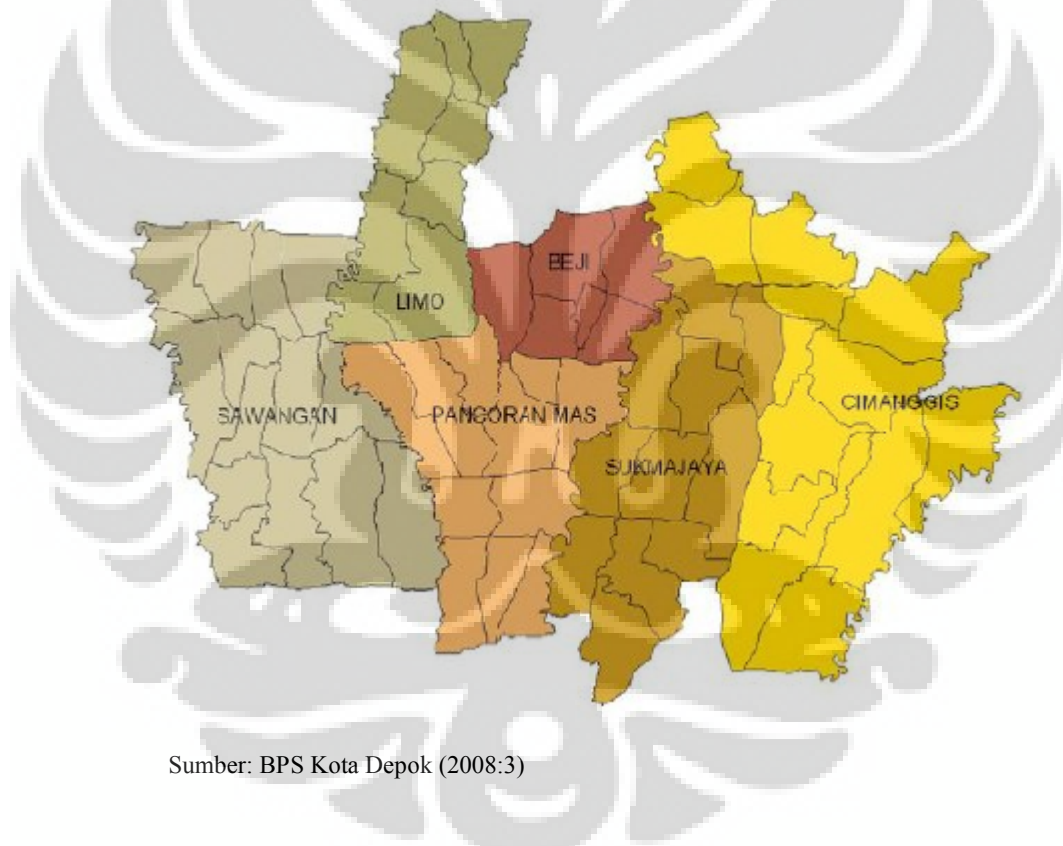 BEJI
LIMO
SAWANGAN
PANCORAN MAS
CIMANGGIS
SUKMAJAYA
Sumber: BPS Kota Depok (2008:3)